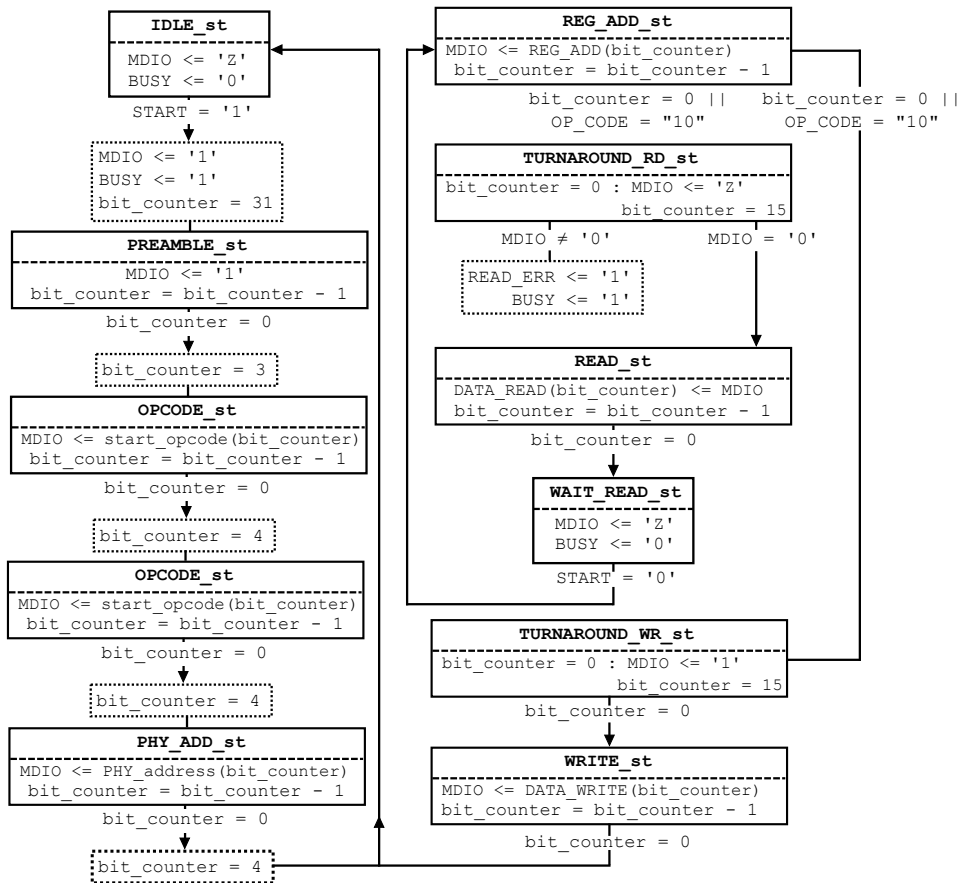 IDLE_st
MDIO <= 'Z'
BUSY <= '0'
START = '1'
MDIO <= '1'
BUSY <= '1'
bit_counter = 31
PREAMBLE_st
MDIO <= '1'
bit_counter = bit_counter - 1
bit_counter = 0
bit_counter = 3
OPCODE_st
MDIO <= start_opcode(bit_counter)
bit_counter = bit_counter - 1
bit_counter = 0
bit_counter = 4
OPCODE_st
MDIO <= start_opcode(bit_counter)
bit_counter = bit_counter - 1
bit_counter = 0
bit_counter = 4
PHY_ADD_st
MDIO <= PHY_address(bit_counter)
bit_counter = bit_counter - 1
bit_counter = 0
bit_counter = 4
REG_ADD_st
MDIO <= REG_ADD(bit_counter)
bit_counter = bit_counter - 1
bit_counter = 0 ||
OP_CODE = "10"
bit_counter = 0 ||
OP_CODE = "10"
TURNAROUND_RD_st
bit_counter = 0 : MDIO <= 'Z'
bit_counter = 15
MDIO ≠ '0'
MDIO = '0'
READ_ERR <= '1'
BUSY <= '1'
READ_st
DATA_READ(bit_counter) <= MDIO
bit_counter = bit_counter - 1
bit_counter = 0
WAIT_READ_st
MDIO <= 'Z'
BUSY <= '0'
START = '0'
TURNAROUND_WR_st
bit_counter = 0 : MDIO <= '1'
bit_counter = 15
bit_counter = 0
WRITE_st
MDIO <= DATA_WRITE(bit_counter)
bit_counter = bit_counter - 1
bit_counter = 0